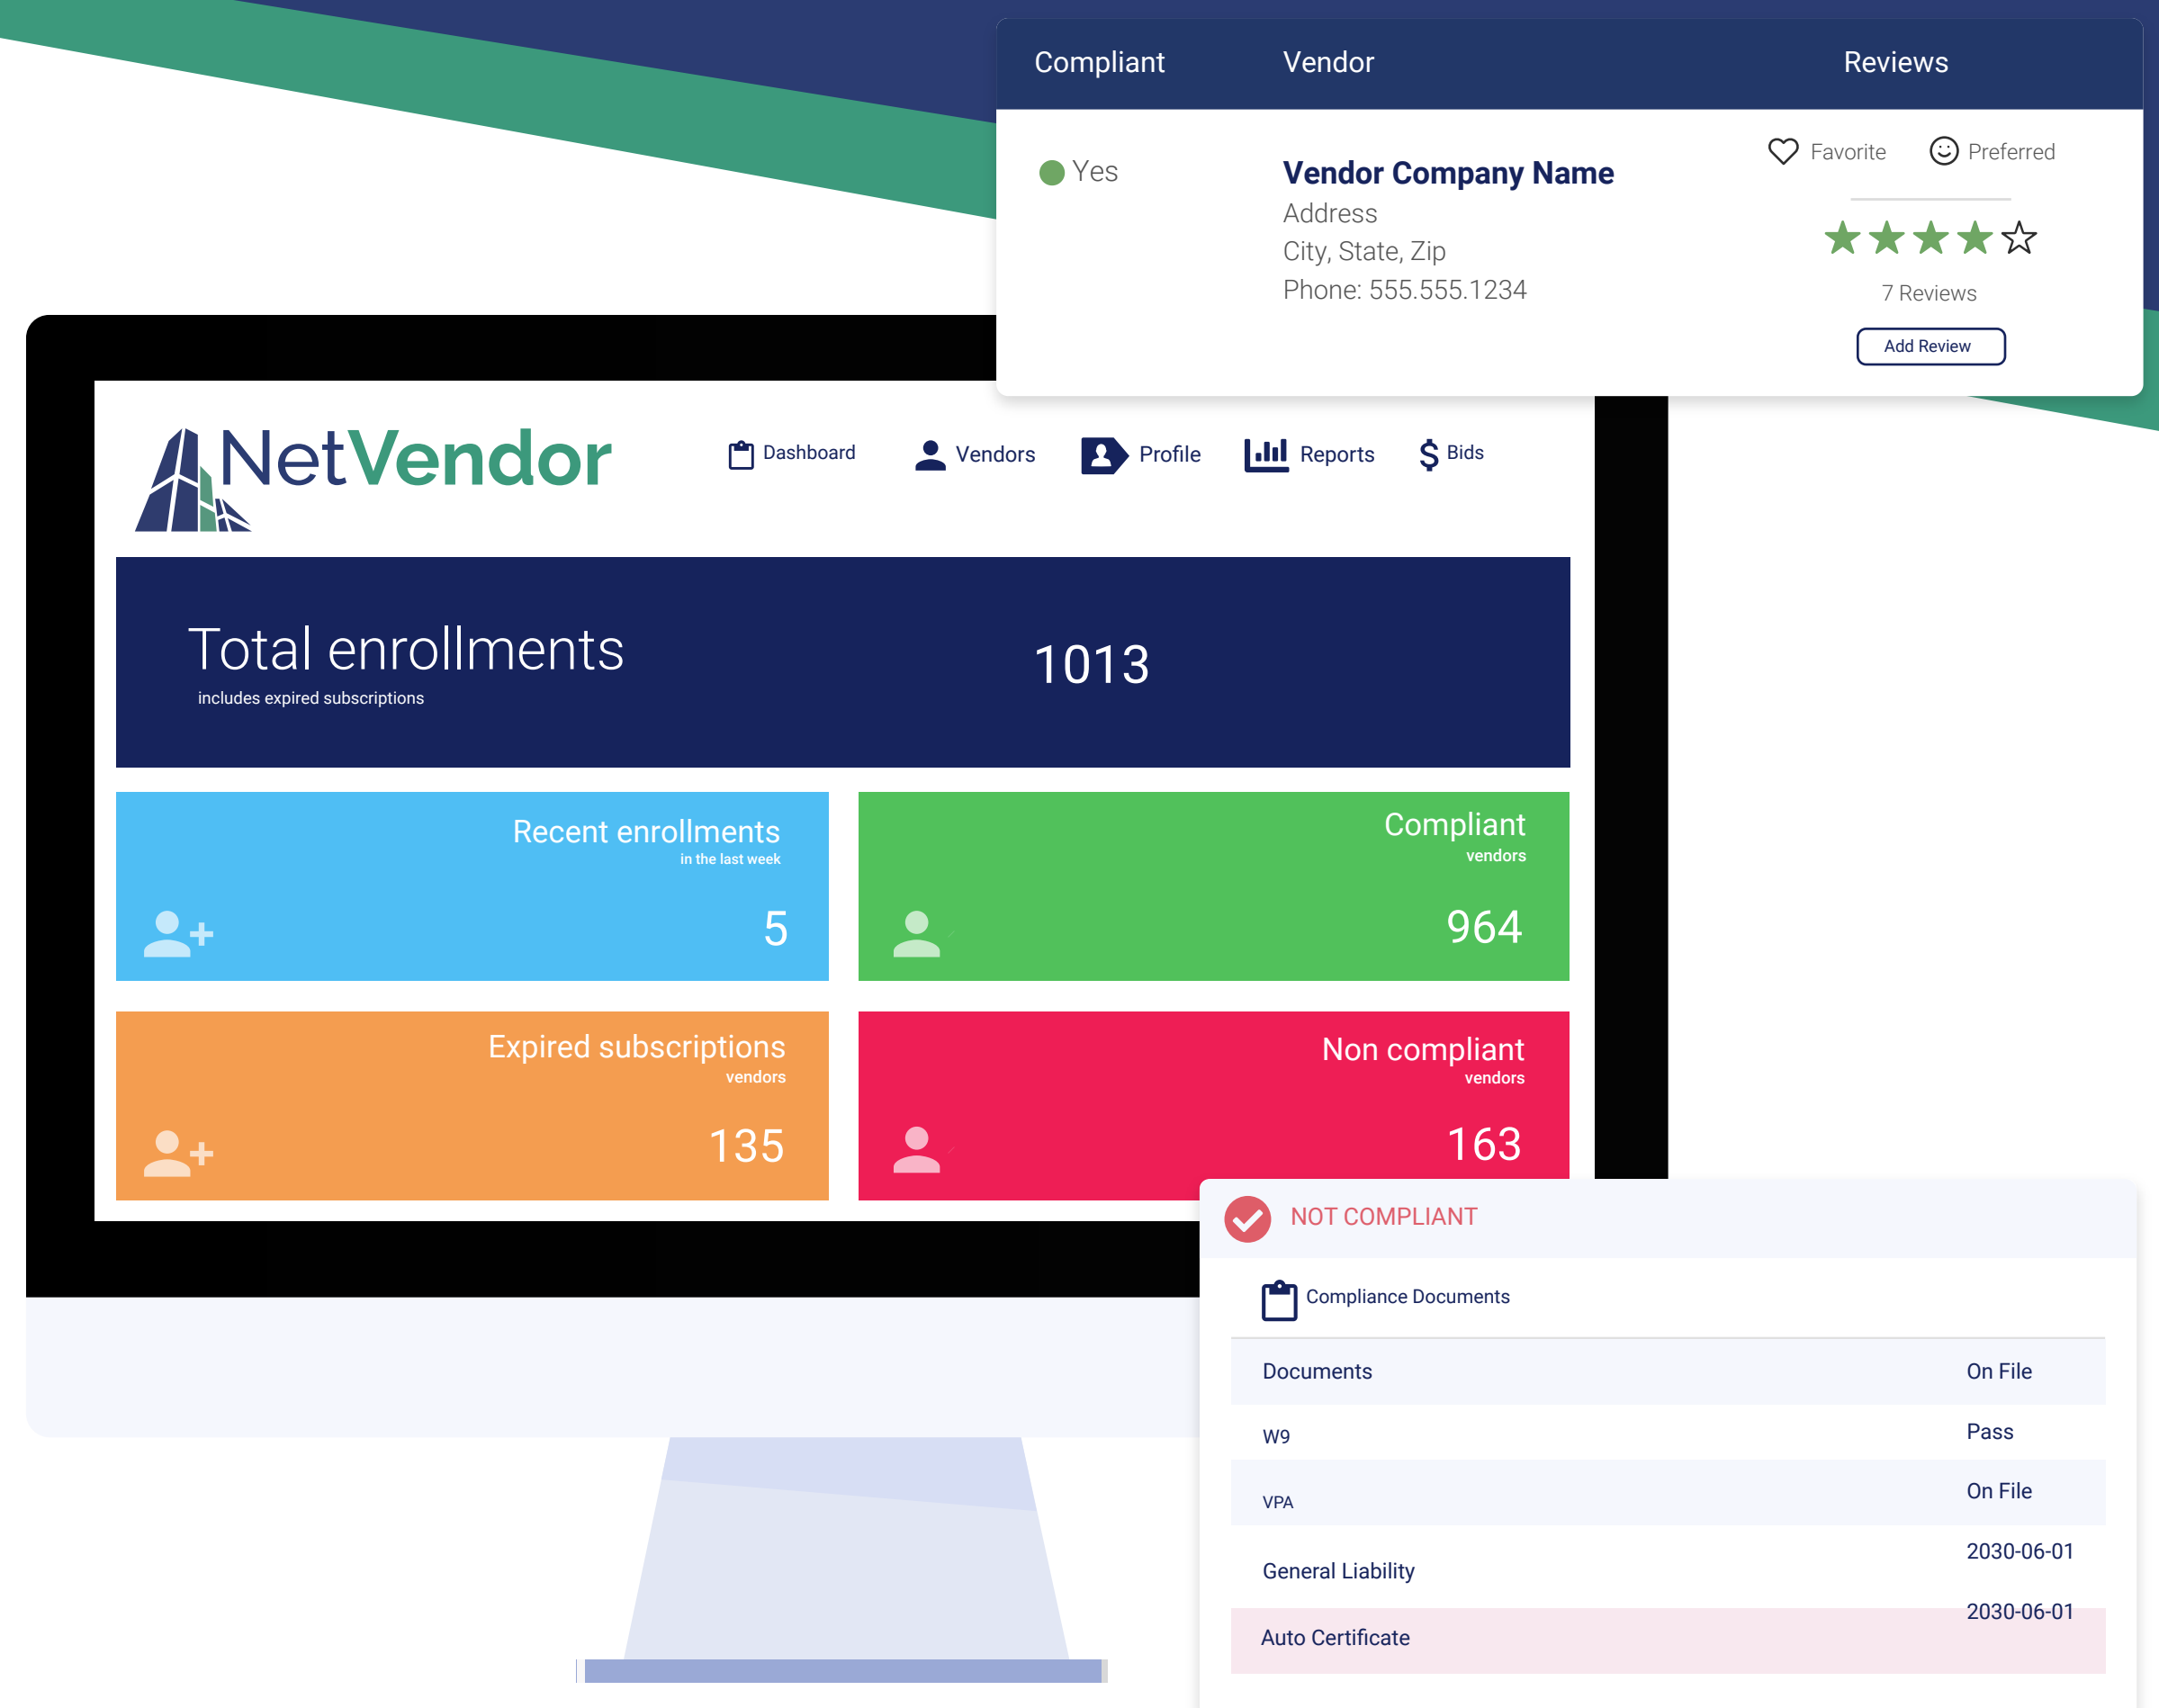 Compliant Vendor Reviews
Yes
Vendor Company Name
Address
City, State, Zip
Phone: 555.555.1234
Favorite Preferred
7 Reviews
Add Review
NetVendor
Dashboard Vendors Profile Reports $ Bids
Total enrollments
includes expired subscriptions
1013
Recent enrollments
in the last week
5
Compliant
vendors
964
Expired subscriptions
vendors
135
Non compliant
vendors
163
NOT COMPLIANT
Compliance Documents
Documents On File
W9 Pass
VPA On File
General Liability 2030-06-01
Auto Certificate 2030-06-01